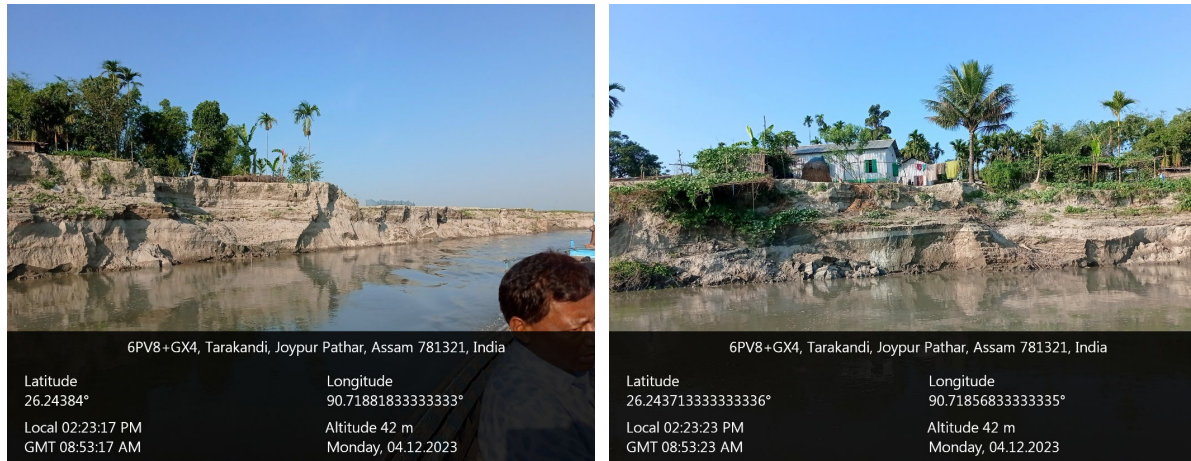 6PV8+GX4, Tarakandi, Joypur Pathar, Assam 781321, India
Latitude
26.24384°
Longitude
90.71881833333333°
Local 02:23:17 PM
GMT 08:53:17 AM
Altitude 42 m
Monday, 04.12.2023
6PV8+GX4, Tarakandi, Joypur Pathar, Assam 781321, India
Latitude
26.243713333333336°
Longitude
90.71856833333335°
Local 02:23:23 PM
GMT 08:53:23 AM
Altitude 42 m
Monday, 04.12.2023